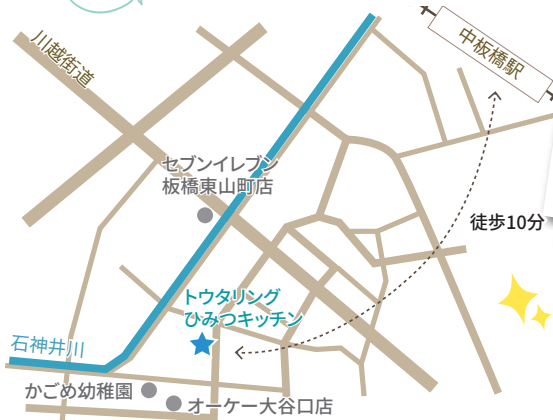 川越街道
中板橋駅
セブンイレブン
板橋東山町店
徒歩10分
トウタリング
ひみつキッチン
石神井川
かごめ幼稚園
オーケー大谷口店